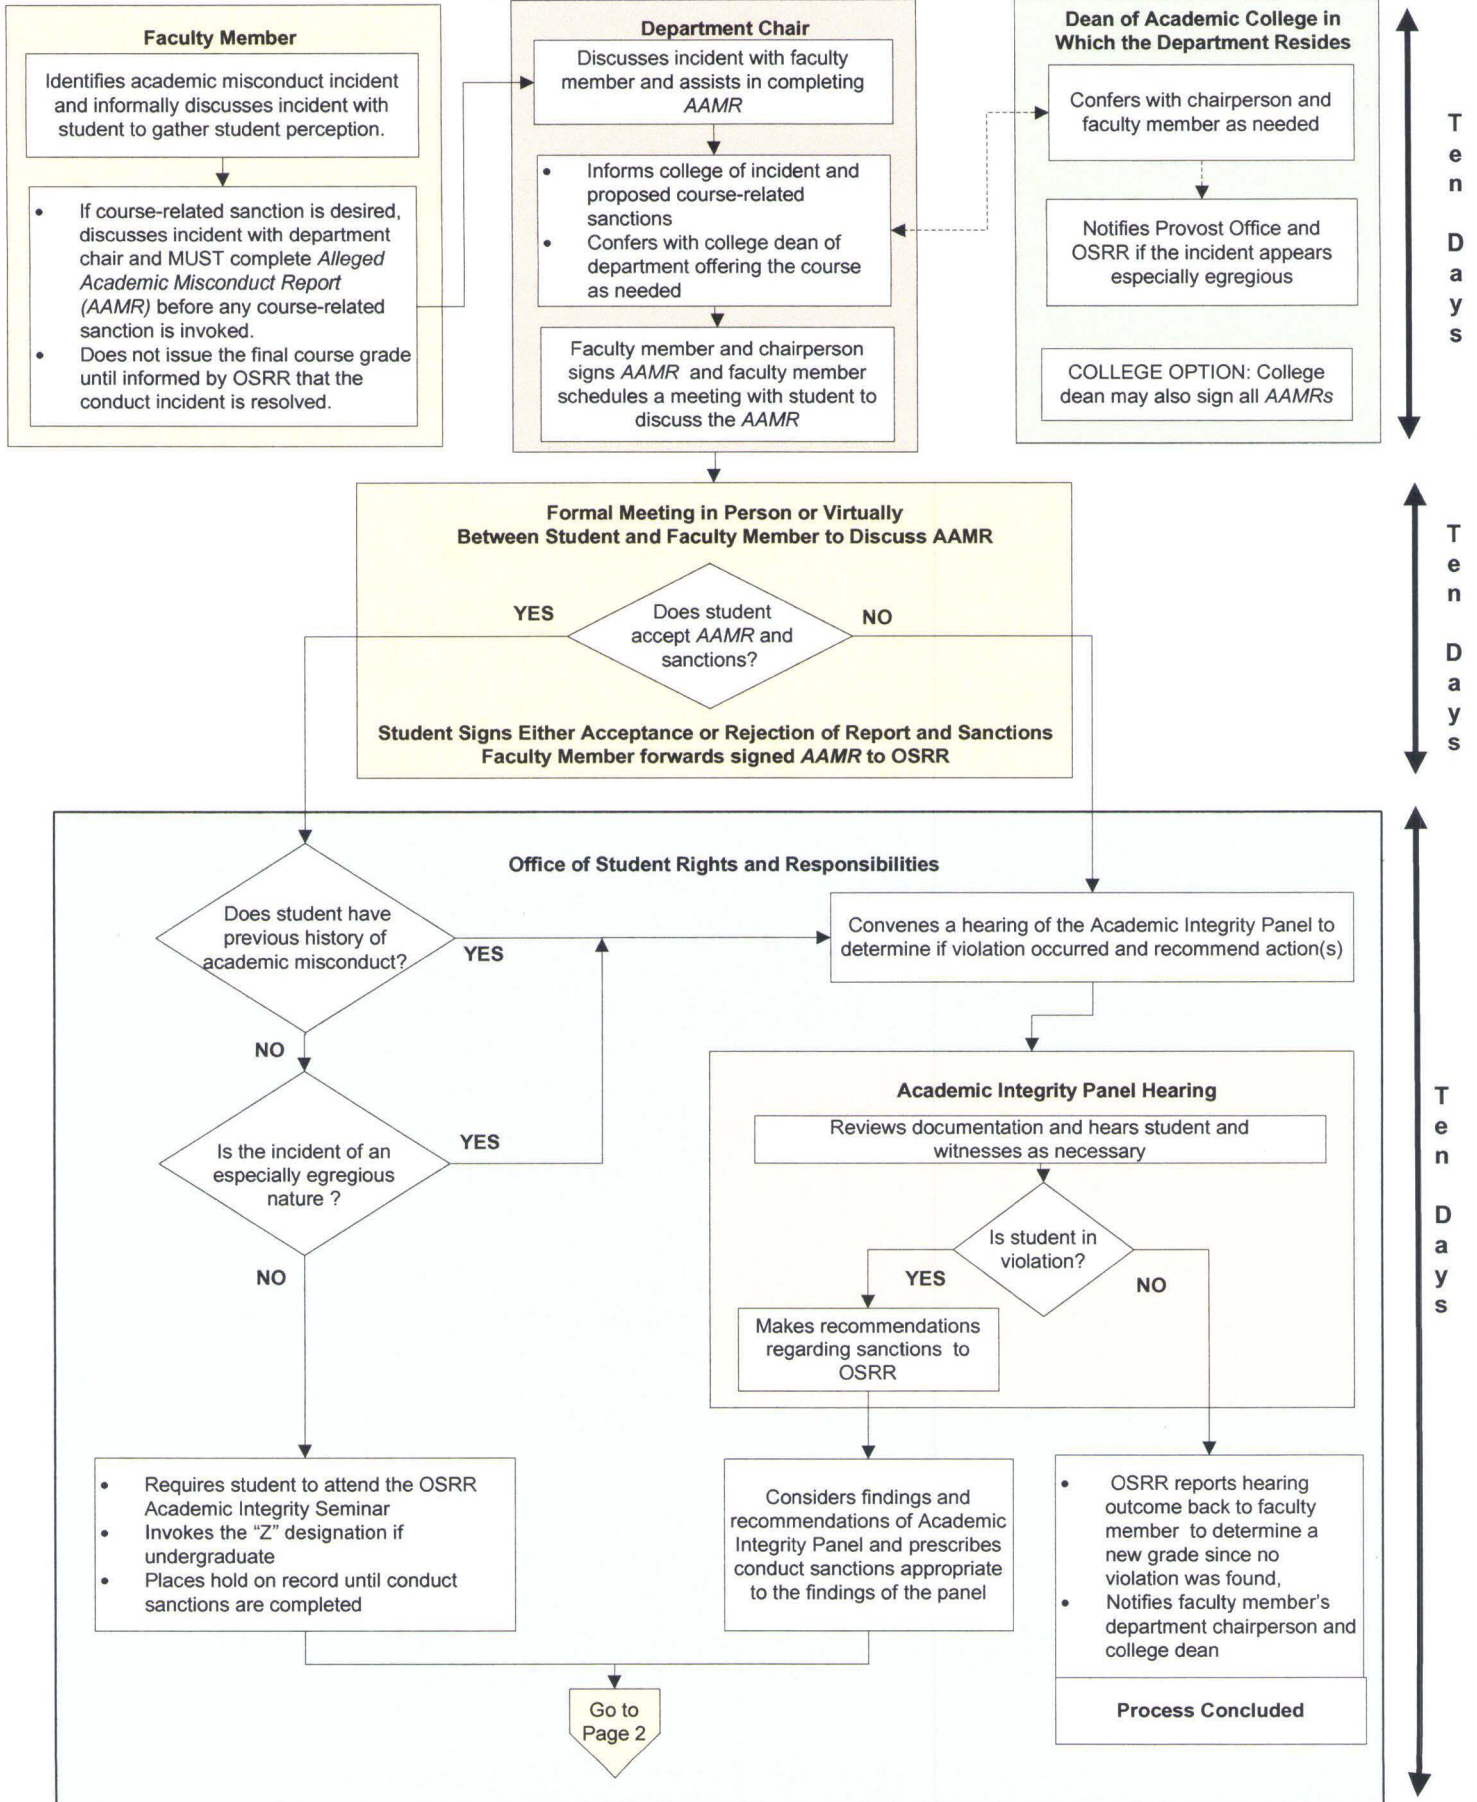 Faculty Member
Identifies academic misconduct incident
and informally discusses incident with
student to gather student perception.
• If course-related sanction is desired,
discusses incident with department
chair and MUST complete Alleged
Academic Misconduct Report
(AAMR) before any course-related
sanction is invoked.
• Does not issue the final course grade
until informed by OSRR that the
conduct incident is resolved.
Department Chair
Discusses incident with faculty
member and assists in completing
AAMR
• Informs college of incident and
proposed course-related
sanctions
• Confers with college dean of
department offering the course
as needed
Faculty member and chairperson
signs AAMR and faculty member
schedules a meeting with student to
discuss the AAMR
Dean of Academic College in
Which the Department Resides
Confers with chairperson and
faculty member as needed
Notifies Provost Office and
OSRR if the incident appears
especially egregious
COLLEGE OPTION: College
dean may also sign all AAMRs
Ten Days
Formal Meeting in Person or Virtually
Between Student and Faculty Member to Discuss AAMR
YES
Does student
accept AAMR and
sanctions?
NO
Student Signs Either Acceptance or Rejection of Report and Sanctions
Faculty Member forwards signed AAMR to OSRR
Ten Days
Office of Student Rights and Responsibilities
Does student have
previous history of
academic misconduct?
YES
NO
Convenes a hearing of the Academic Integrity Panel to
determine if violation occurred and recommend action(s)
Is the incident of an
especially egregious
nature ?
YES
NO
Academic Integrity Panel Hearing
Reviews documentation and hears student and
witnesses as necessary
Is student in
violation?
YES
NO
Makes recommendations
regarding sanctions to
OSRR
• Requires student to attend the OSRR
Academic Integrity Seminar
• Invokes the “Z” designation if
undergraduate
• Places hold on record until conduct
sanctions are completed
Considers findings and
recommendations of Academic
Integrity Panel and prescribes
conduct sanctions appropriate
to the findings of the panel
• OSRR reports hearing
outcome back to faculty
member to determine a
new grade since no
violation was found,
• Notifies faculty member’s
department chairperson and
college dean
Process Concluded
Go to
Page 2
Ten Days